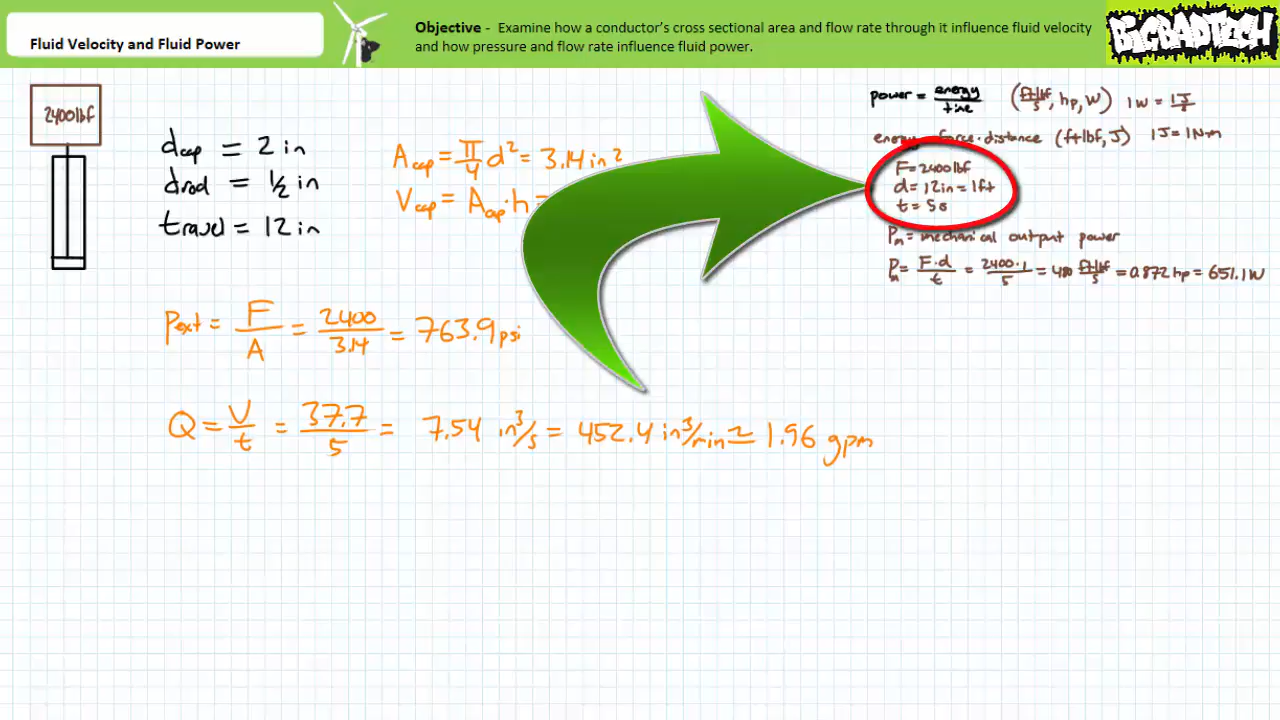 Fluid Velocity and Fluid Power
Objective - Examine how a conductor's cross sectional area and flow rate through it influence fluid velocity
and how pressure and flow rate influence fluid power.
BIGBADTECH
2400lbf
dcap = 2 in
drod = 1/2 in
travel = 12 in
Acap = π/4 d² = 3.14 in²
Vcap = Acap·h =
Pext = F/A = 2400/3.14 = 763.9 psi
Q = V/t = 37.7/5 = 7.54 in³/s = 452.4 in³/min ≃ 1.96 gpm
power = energy/time (ft·lbf/s, hp, W) 1W = 1J/s
energy force·distance (ft·lbf, J) 1J = 1N·m
F = 2400 lbf
d = 12in = 1ft
t = 5s
Pm = mechanical output power
Pm = F·d/t = 2400·1/5 = 480 ft·lbf/s = 0.872 hp = 651.1 W